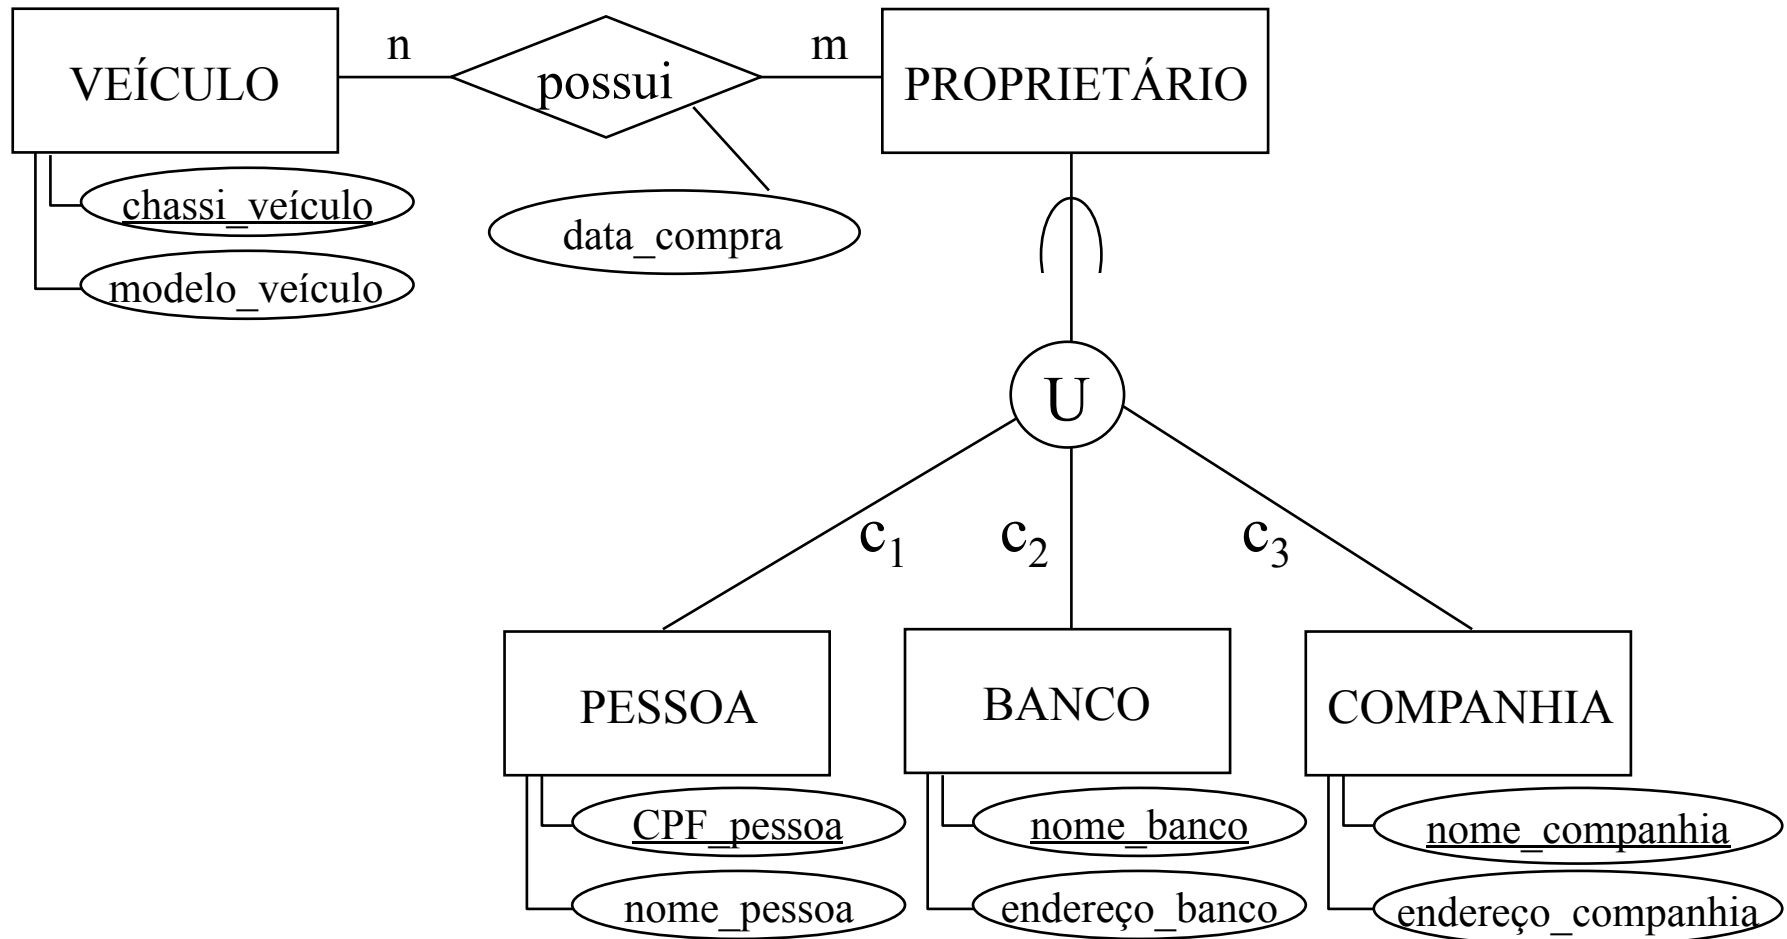 n
m
VEÍCULO
possui
PROPRIETÁRIO
chassi_veículo
data_compra
modelo_veículo
U
c1
c2
c3
PESSOA
BANCO
COMPANHIA
CPF_pessoa
nome_banco
nome_companhia
nome_pessoa
endereço_banco
endereço_companhia